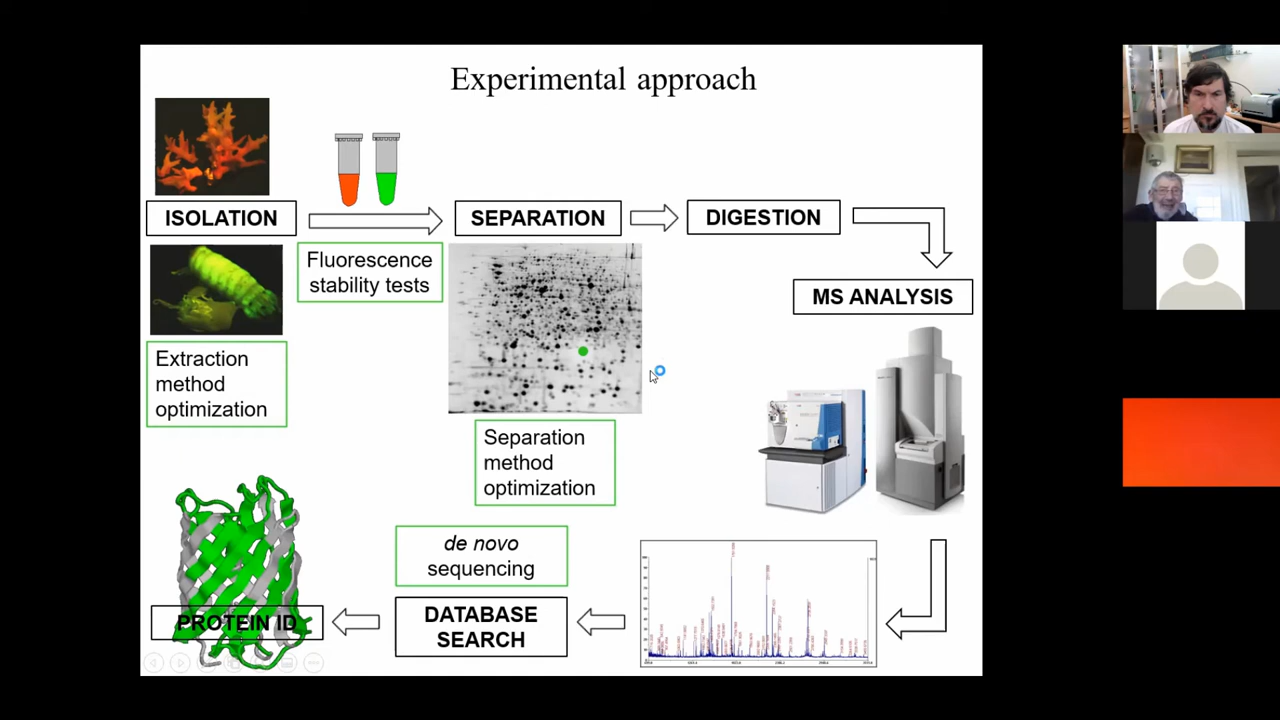 Experimental approach
ISOLATION
SEPARATION
DIGESTION
Fluorescence
stability tests
MS ANALYSIS
Extraction
method
optimization
Separation
method
optimization
de novo
sequencing
DATABASE
SEARCH
PROTEIN ID